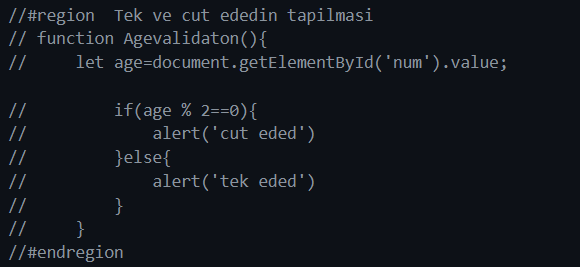 //#region  Tek ve cut ededin tapilmasi
// function Agevalidaton(){
//     let age=document.getElementById('num').value;
//         if(age % 2==0){
//             alert('cut eded')
//         }else{
//             alert('tek eded')
//         }
//     }
//#endregion